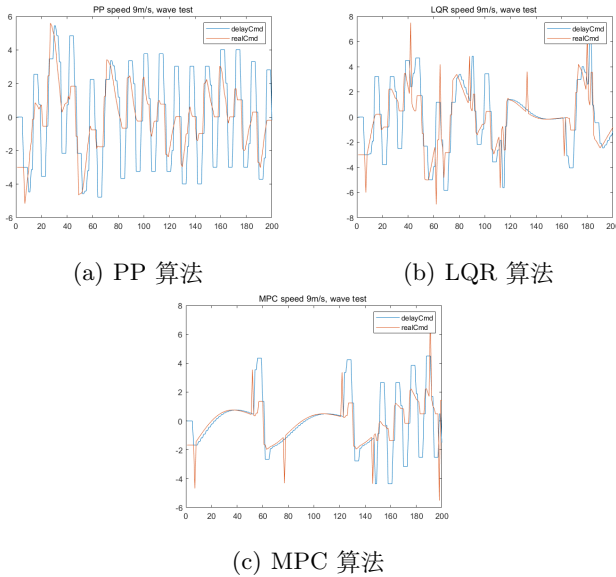 PP speed 9m/s, wave test
delayCmd
realCmd
6
4
2
0
-2
-4
-6
0 20 40 60 80 100 120 140 160 180 200
(a) PP 算法
LQR speed 9m/s, wave test
delayCmd
realCmd
8
6
4
2
0
-2
-4
-6
-8
0 20 40 60 80 100 120 140 160 180 200
(b) LQR 算法
MPC speed 9m/s, wave test
delayCmd
realCmd
8
6
4
2
0
-2
-4
-6
0 20 40 60 80 100 120 140 160 180 200
(c) MPC 算法